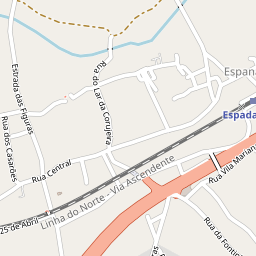 Estrada das Figuras
Rua do Lar da Corujeira
Espan
Espada
Rua dos Casarões
Rua Central
Rua Vila Marian
Linha do Norte - Via Ascendente
25 de Abril
Rua da Fontin